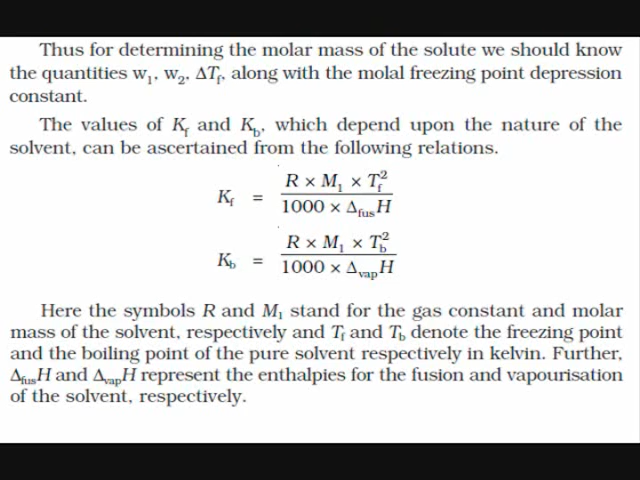 Thus for determining the molar mass of the solute we should know
the quantities w₁, w₂, ΔTf, along with the molal freezing point depression
constant.
The values of Kf and Kb, which depend upon the nature of the
solvent, can be ascertained from the following relations.
Kf = R × M₁ × Tf² / 1000 × ΔfusH
Kb = R × M₁ × Tb² / 1000 × ΔvapH
Here the symbols R and M₁ stand for the gas constant and molar
mass of the solvent, respectively and Tf and Tb denote the freezing point
and the boiling point of the pure solvent respectively in kelvin. Further,
ΔfusH and ΔvapH represent the enthalpies for the fusion and vapourisation
of the solvent, respectively.